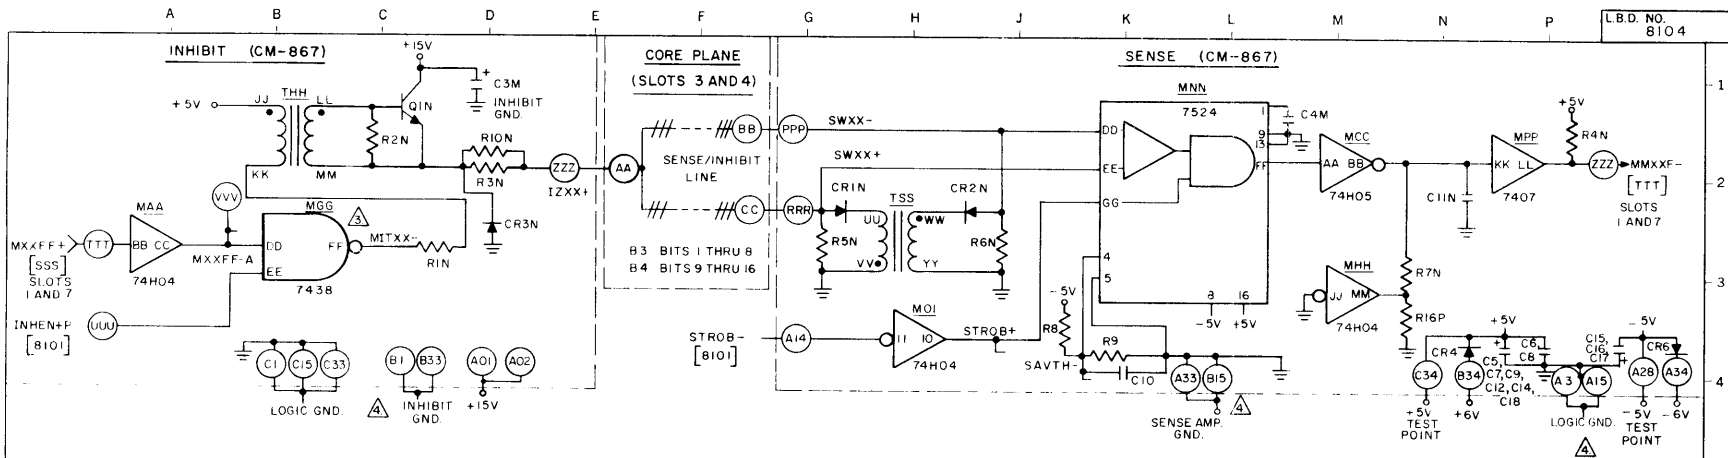 A B C D E F G H J K L M N P
L.B.D. NO.
8104
INHIBIT (CM-867)
CORE PLANE
(SLOTS 3 AND 4)
SENSE (CM-867)
+15V
C3M
INHIBIT
GND.
+5V
JJ THH LL
Q1N
R2N
R10N
R3N
KK MM
ZZZ
IZXX+
AA
BB
SENSE/INHIBIT
LINE
CC
B3 BITS 1 THRU 8
B4 BITS 9 THRU 16
CR3N
VVV
MAA
BB CC
74H04
MXXFF+
TTT
[SSS]
SLOTS
1 AND 7
MXXFF-A
MGG
3
DD
EE
FF
7438
MITXX-
R1N
INHEN+P
[8101]
UUU
C1 C15 C33
LOGIC GND.
4
B1 B33
INHIBIT
GND.
A01 A02
+15V
PPP
SWXX-
RRR
SWXX+
CR1N
CR2N
TSS
UU WW
VV YY
R5N
R6N
STROB-
[8101]
A14
MOI
11 10
74H04
STROB+
MNN
7524
DD
EE
GG
4
5
1
9
13
FF
8 16
-5V +5V
C4M
-5V
R8
R9
C10
SAVTH-
A33 B15
SENSE AMP.
GND.
4
MCC
AA BB
74H05
C11N
MPP
KK LL
7407
+5V
R4N
ZZZ
MMXXF-
[TTT]
SLOTS
1 AND 7
MHH
JJ MM
74H04
R7N
R16P
C34
+5V
TEST
POINT
CR4
B34
+6V
+5V
C5,
C7, C9,
C12, C14,
C18
C6,
C8
A3 A15
LOGIC GND.
4
C15,
C16,
C17
-5V
CR6
A28 A34
-5V
TEST
POINT
-6V
1
2
3
4